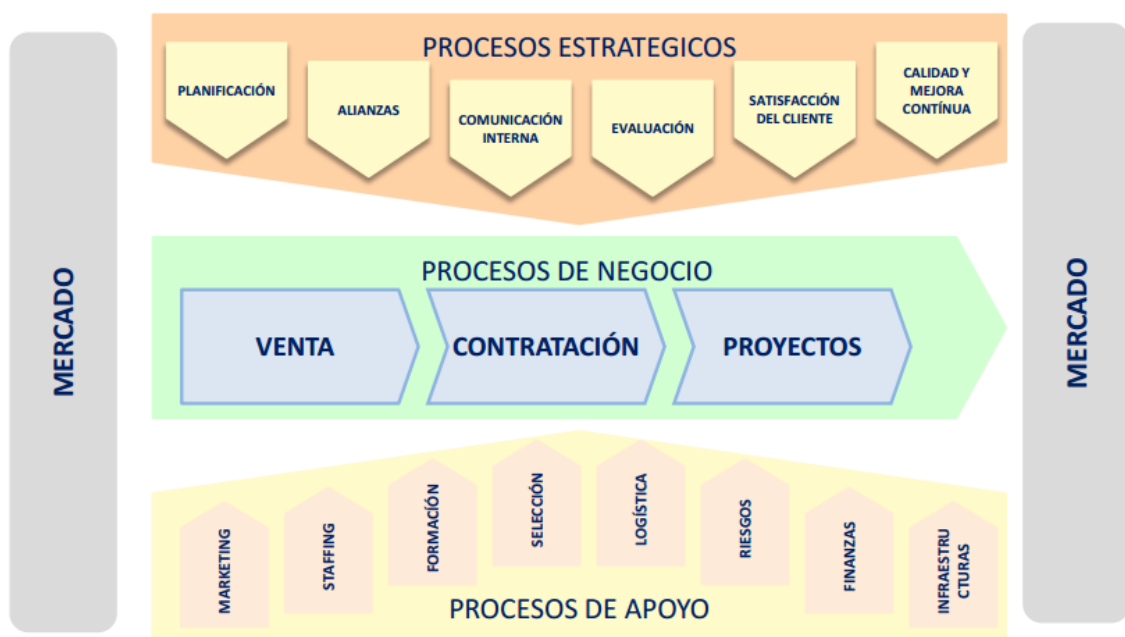 MERCADO
PROCESOS ESTRATEGICOS
PLANIFICACIÓN
ALIANZAS
COMUNICACIÓN
INTERNA
EVALUACIÓN
SATISFACCIÓN
DEL CLIENTE
CALIDAD Y
MEJORA
CONTÍNUA
PROCESOS DE NEGOCIO
VENTA
CONTRATACIÓN
PROYECTOS
MARKETING
STAFFING
FORMACÍÓN
SELECCIÓN
LOGÍSTICA
RIESGOS
FINANZAS
INFRAESTRU
CTURAS
PROCESOS DE APOYO
MERCADO